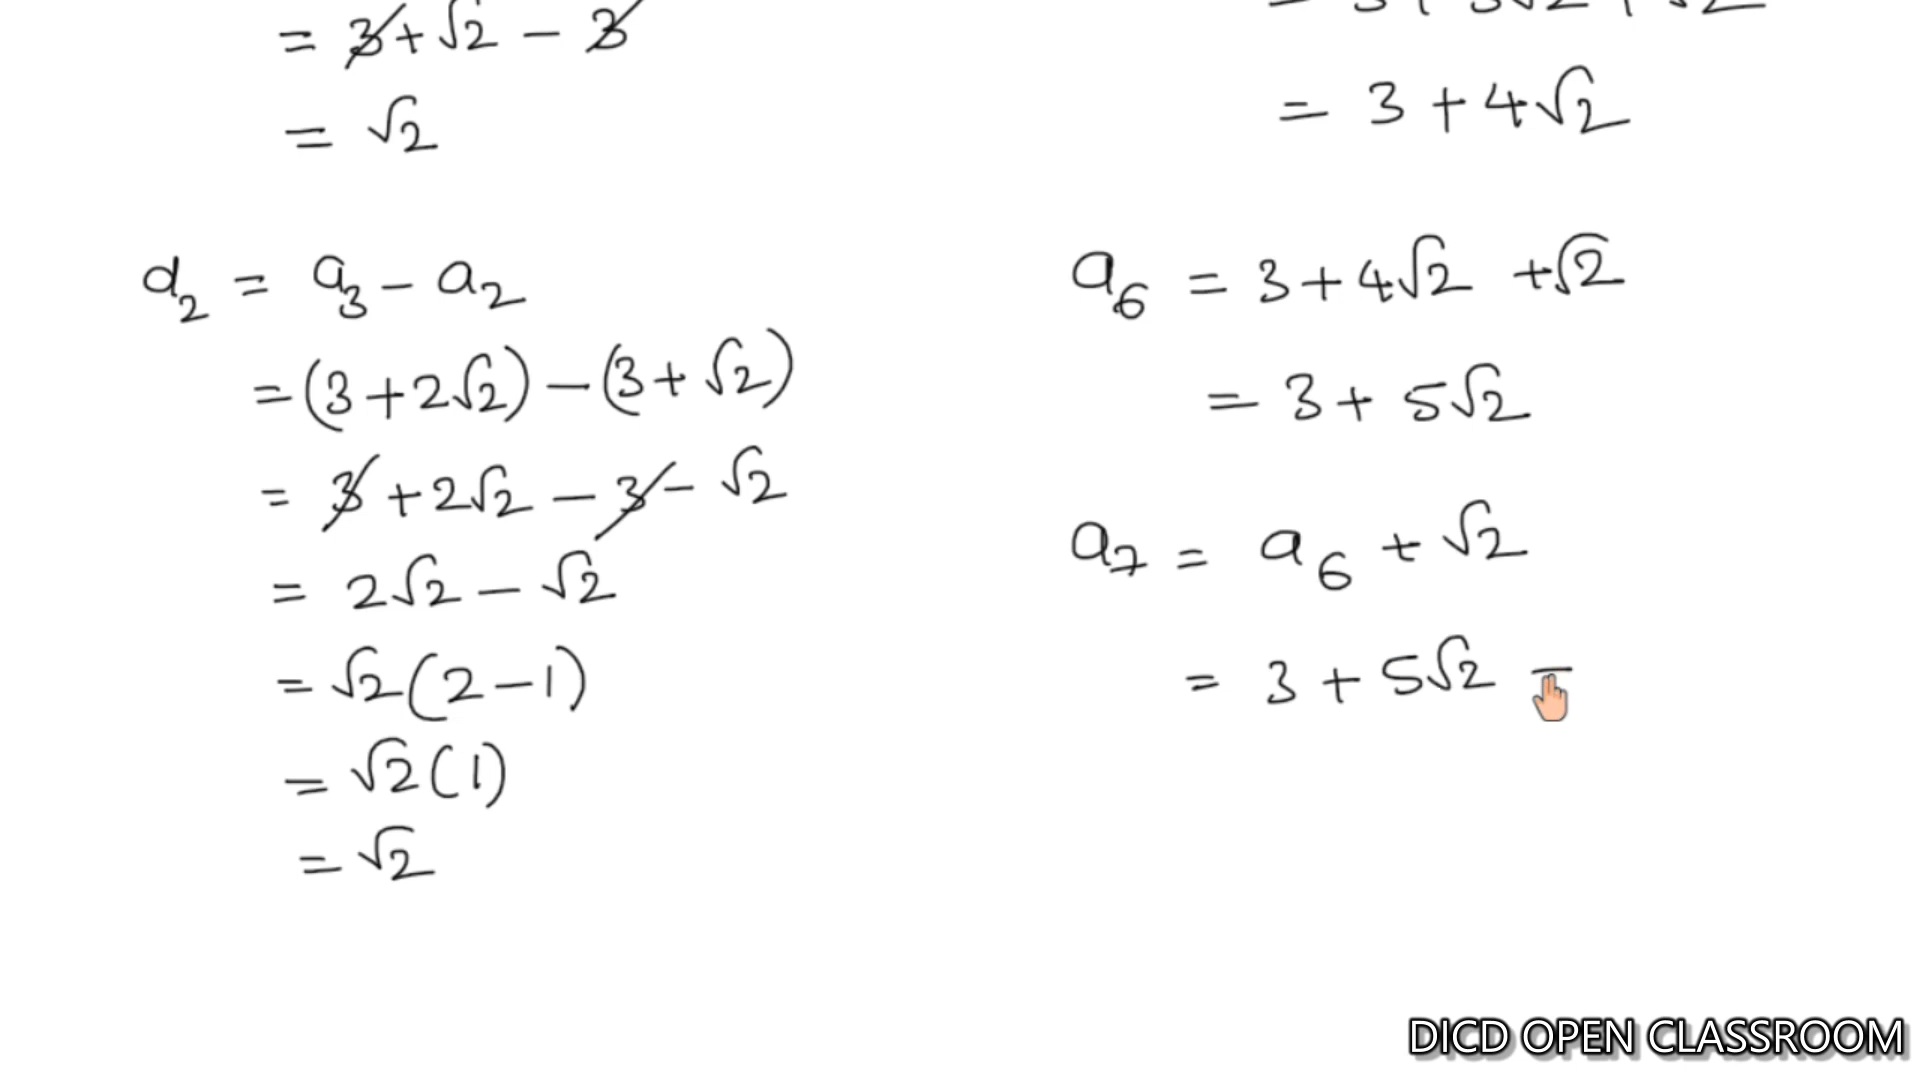 = 3 + √2 - 3
= √2
d₂ = a₃ - a₂
= (3 + 2√2) - (3 + √2)
= 3 + 2√2 - 3 - √2
= 2√2 - √2
= √2 (2 - 1)
= √2 (1)
= √2
= 3 + 4√2
a₆ = 3 + 4√2 + √2
= 3 + 5√2
a₇ = a₆ + √2
= 3 + 5√2 -
DICD OPEN CLASSROOM